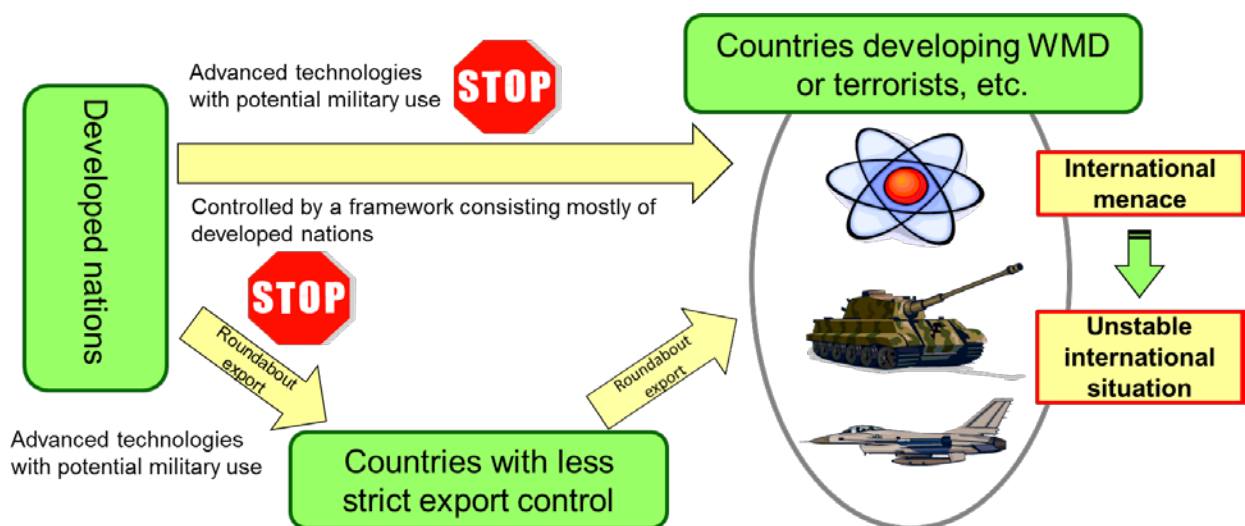 Developed nations
Advanced technologies
with potential military use
STOP
Controlled by a framework consisting mostly of
developed nations
STOP
Roundabout
export
Advanced technologies
with potential military use
Countries with less
strict export control
Roundabout
export
Countries developing WMD
or terrorists, etc.
International
menace
Unstable
international
situation